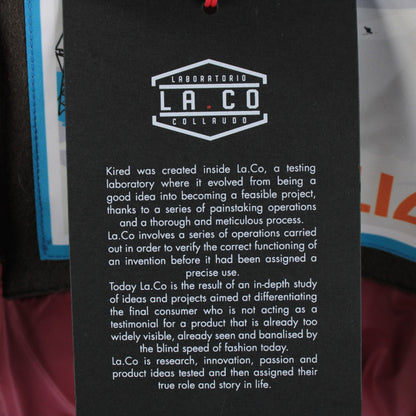 LABORATORIO
LA.CO
COLLAUDO
Kired was created inside La.Co, a testing
laboratory where it evolved from being a
good idea into becoming a feasible project,
thanks to a series of painstaking operations
and a thorough and meticulous process.
La.Co involves a series of operations carried
out in order to verify the correct functioning of
an invention before it had been assigned a
precise use.
Today La.Co is the result of an in-depth study
of ideas and projects aimed at differentiating
the final consumer who is not acting as a
testimonial for a product that is already too
widely visible, already seen and banalised by
the blind speed of fashion today.
La.Co is research, innovation, passion and
product ideas tested and then assigned their
true role and story in life.